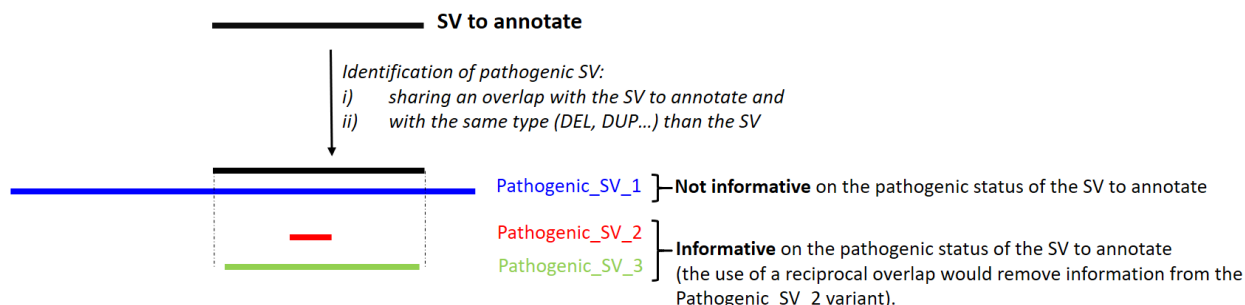 SV to annotate
Identification of pathogenic SV:
i) sharing an overlap with the SV to annotate and
ii) with the same type (DEL, DUP…) than the SV
Pathogenic_SV_1
Not informative on the pathogenic status of the SV to annotate
Pathogenic_SV_2
Pathogenic_SV_3
Informative on the pathogenic status of the SV to annotate
(the use of a reciprocal overlap would remove information from the
Pathogenic_SV_2 variant).